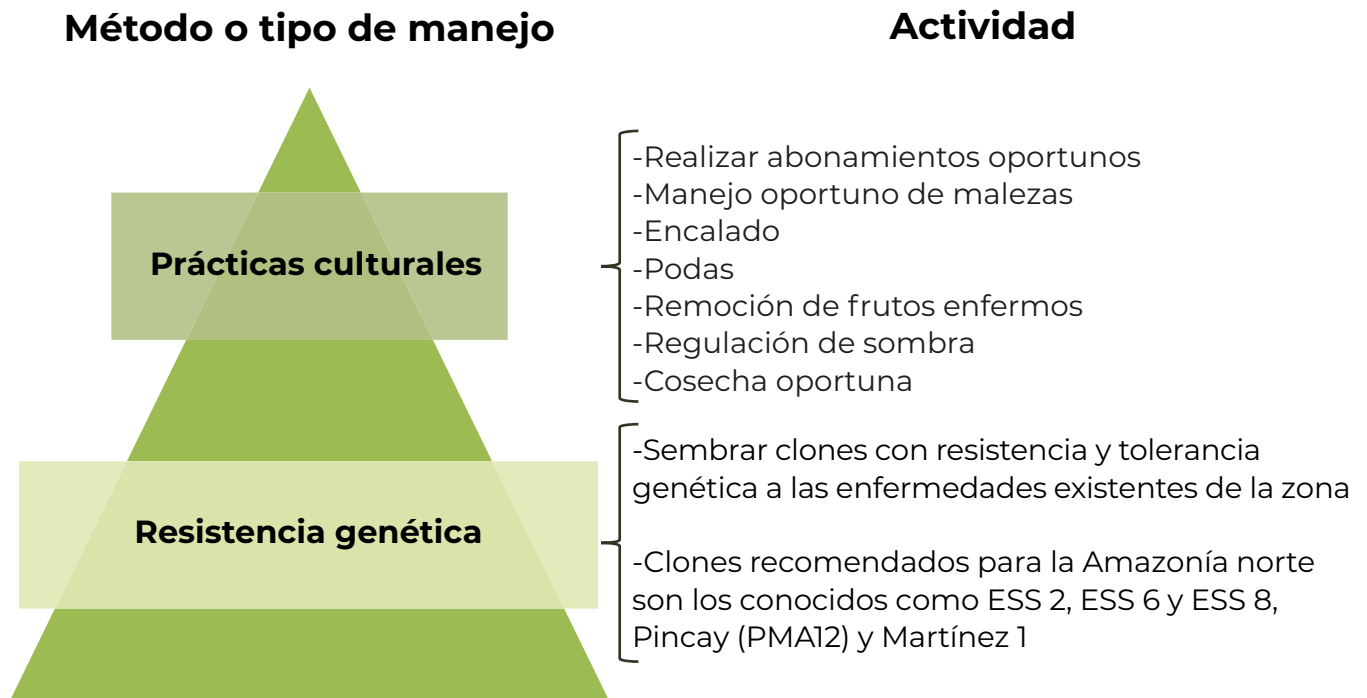 Método o tipo de manejo
Actividad
Prácticas culturales
-Realizar abonamientos oportunos
-Manejo oportuno de malezas
-Encalado
-Podas
-Remoción de frutos enfermos
-Regulación de sombra
-Cosecha oportuna
Resistencia genética
-Sembrar clones con resistencia y tolerancia
genética a las enfermedades existentes de la zona
-Clones recomendados para la Amazonía norte
son los conocidos como ESS 2, ESS 6 y ESS 8,
Pincay (PMA12) y Martínez 1